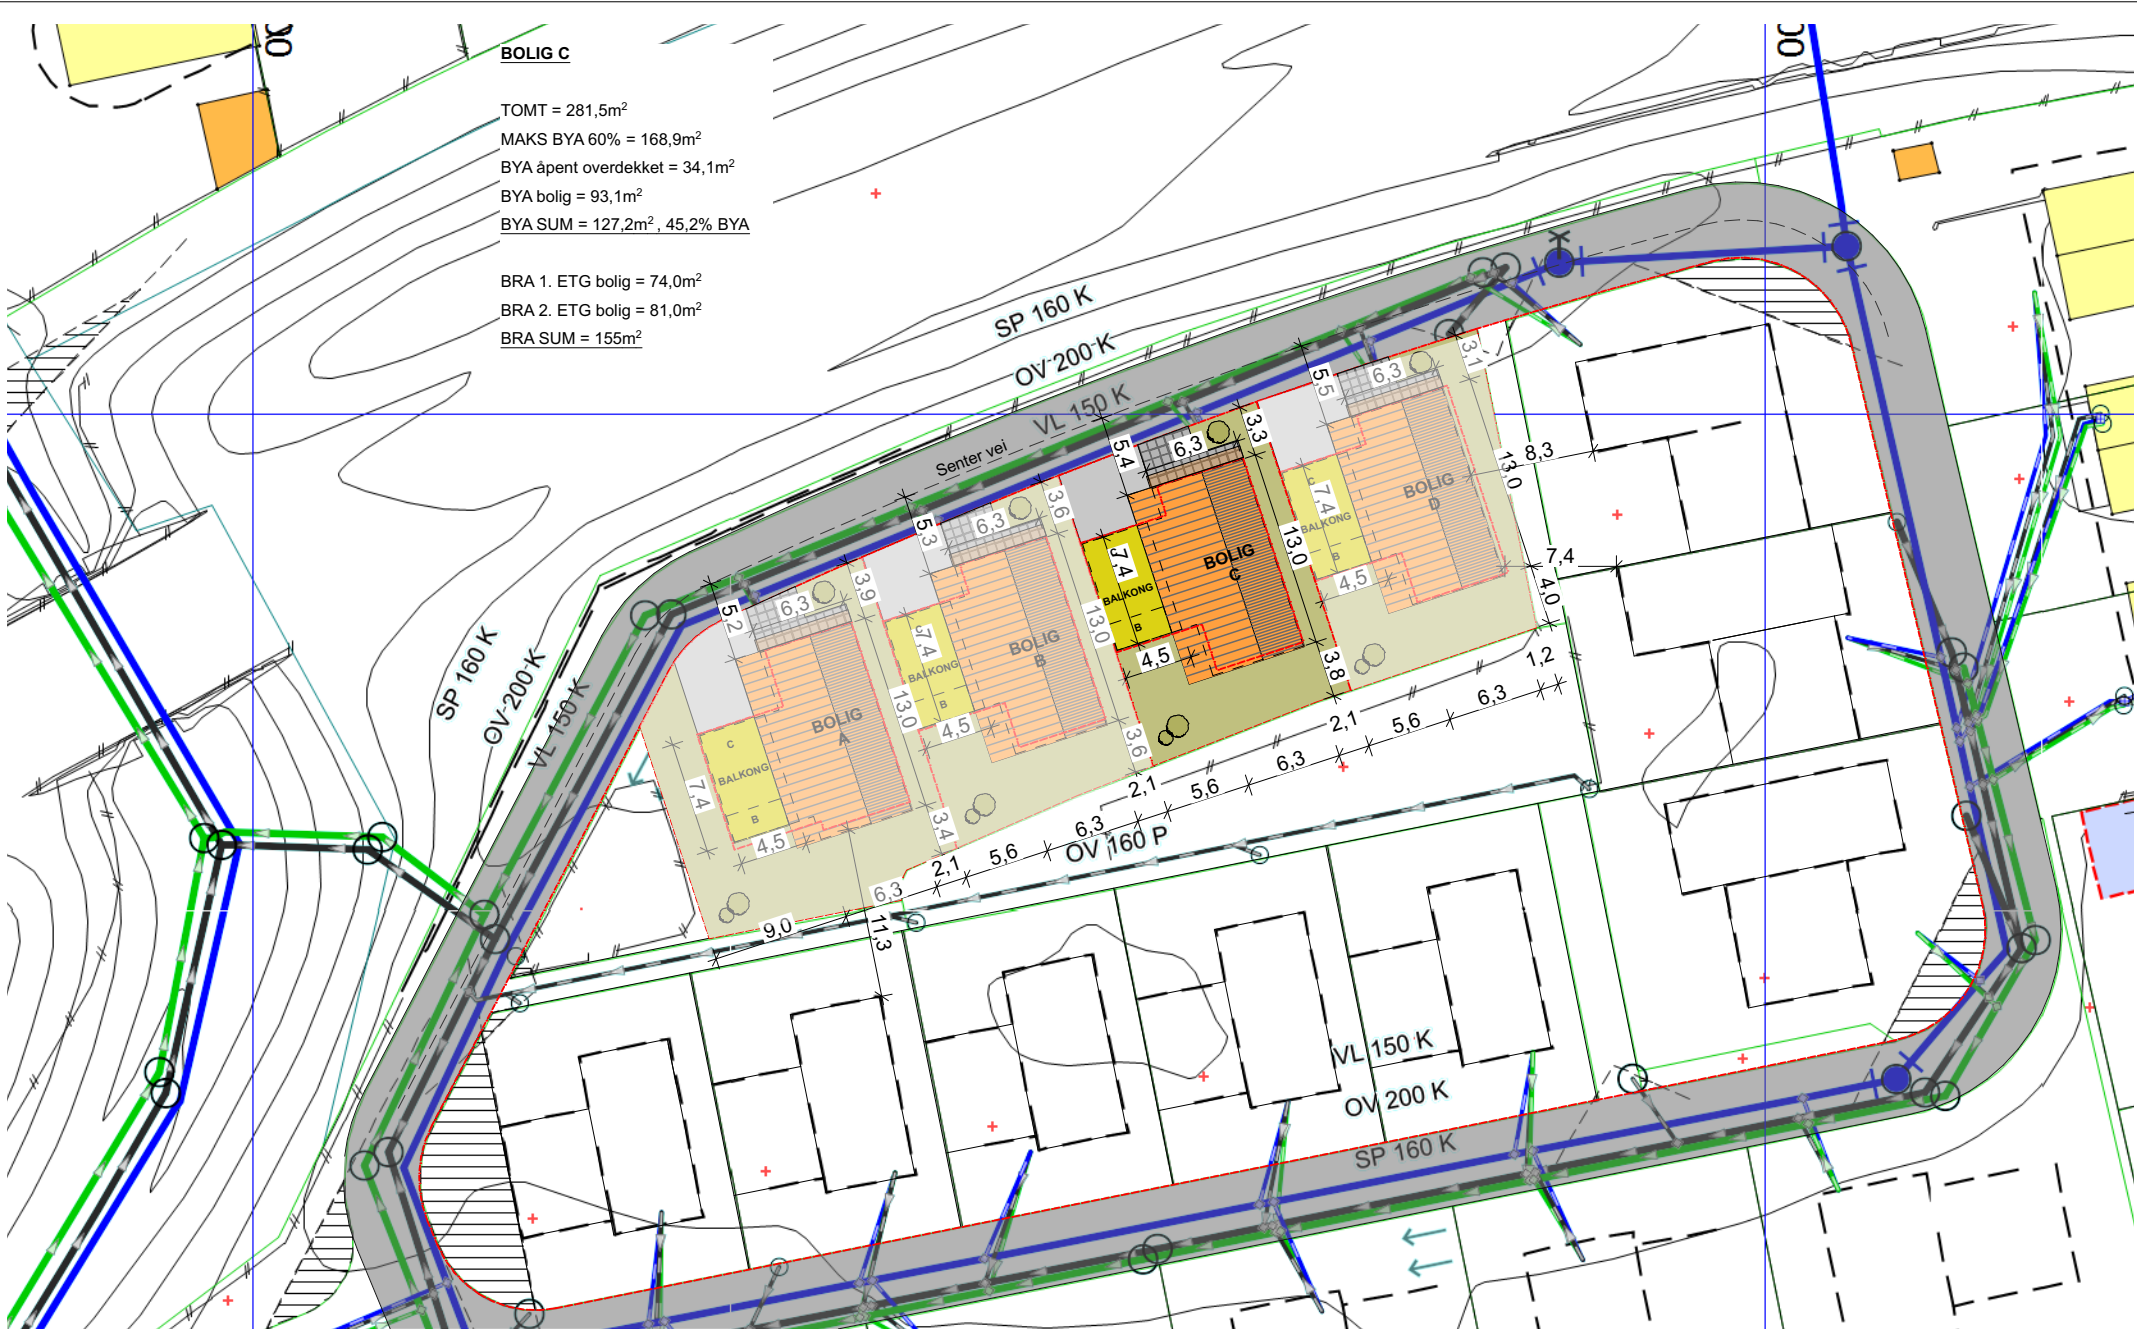 00
00
BOLIG C
TOMT = 281,5m²
MAKS BYA 60% = 168,9m²
BYA åpent overdekket = 34,1m²
BYA bolig = 93,1m²
BYA SUM = 127,2m² , 45,2% BYA
BRA 1. ETG bolig = 74,0m²
BRA 2. ETG bolig = 81,0m²
BRA SUM = 155m²
SP 160 K
OV 200 K
VL 150 K
Senter vei
SP 160 K
OV 200 K
VL 150 K
5,2
6,3
3,9
BOLIG
A
C
BALKONG
B
7,4
4,5
13,0
3,4
9,0
11,3
5,3
6,3
3,6
BOLIG
B
C
7,4
BALKONG
B
4,5
13,0
3,6
5,4
6,3
3,3
BOLIG
C
7,4
BALKONG
B
4,5
13,0
3,8
5,5
6,3
3,1
BOLIG
D
C
7,4
BALKONG
B
4,5
13,0
8,3
7,4
4,0
1,2
6,3
5,6
2,1
6,3
5,6
2,1
6,3
5,6
2,1
6,3
OV 160 P
VL 150 K
OV 200 K
SP 160 K